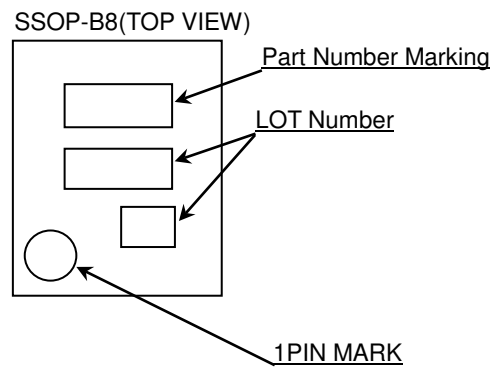 SSOP-B8(TOP VIEW)
Part Number Marking
LOT Number
1PIN MARK